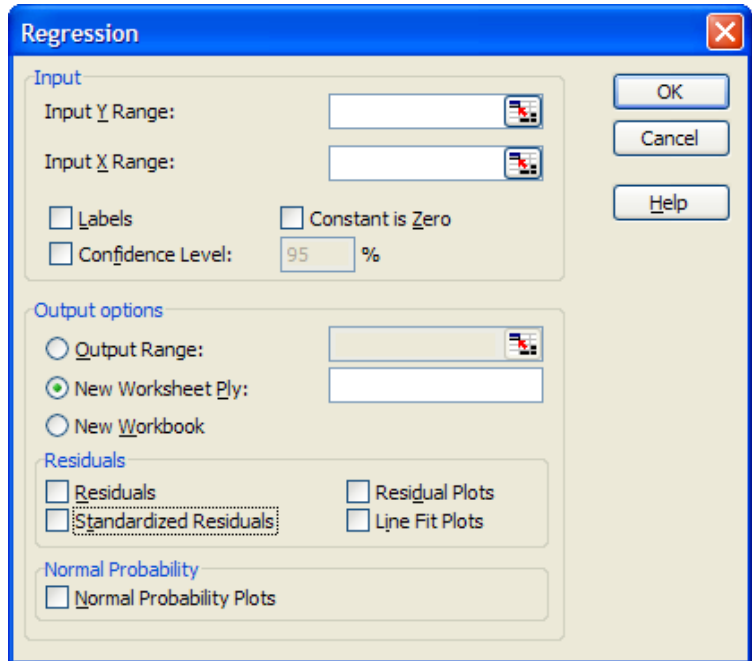 Regression
Input
Input Y Range:
Input X Range:
Labels
Constant is Zero
Confidence Level:
95 %
OK
Cancel
Help
Output options
Output Range:
New Worksheet Ply:
New Workbook
Residuals
Residuals
Residual Plots
Standardized Residuals
Line Fit Plots
Normal Probability
Normal Probability Plots